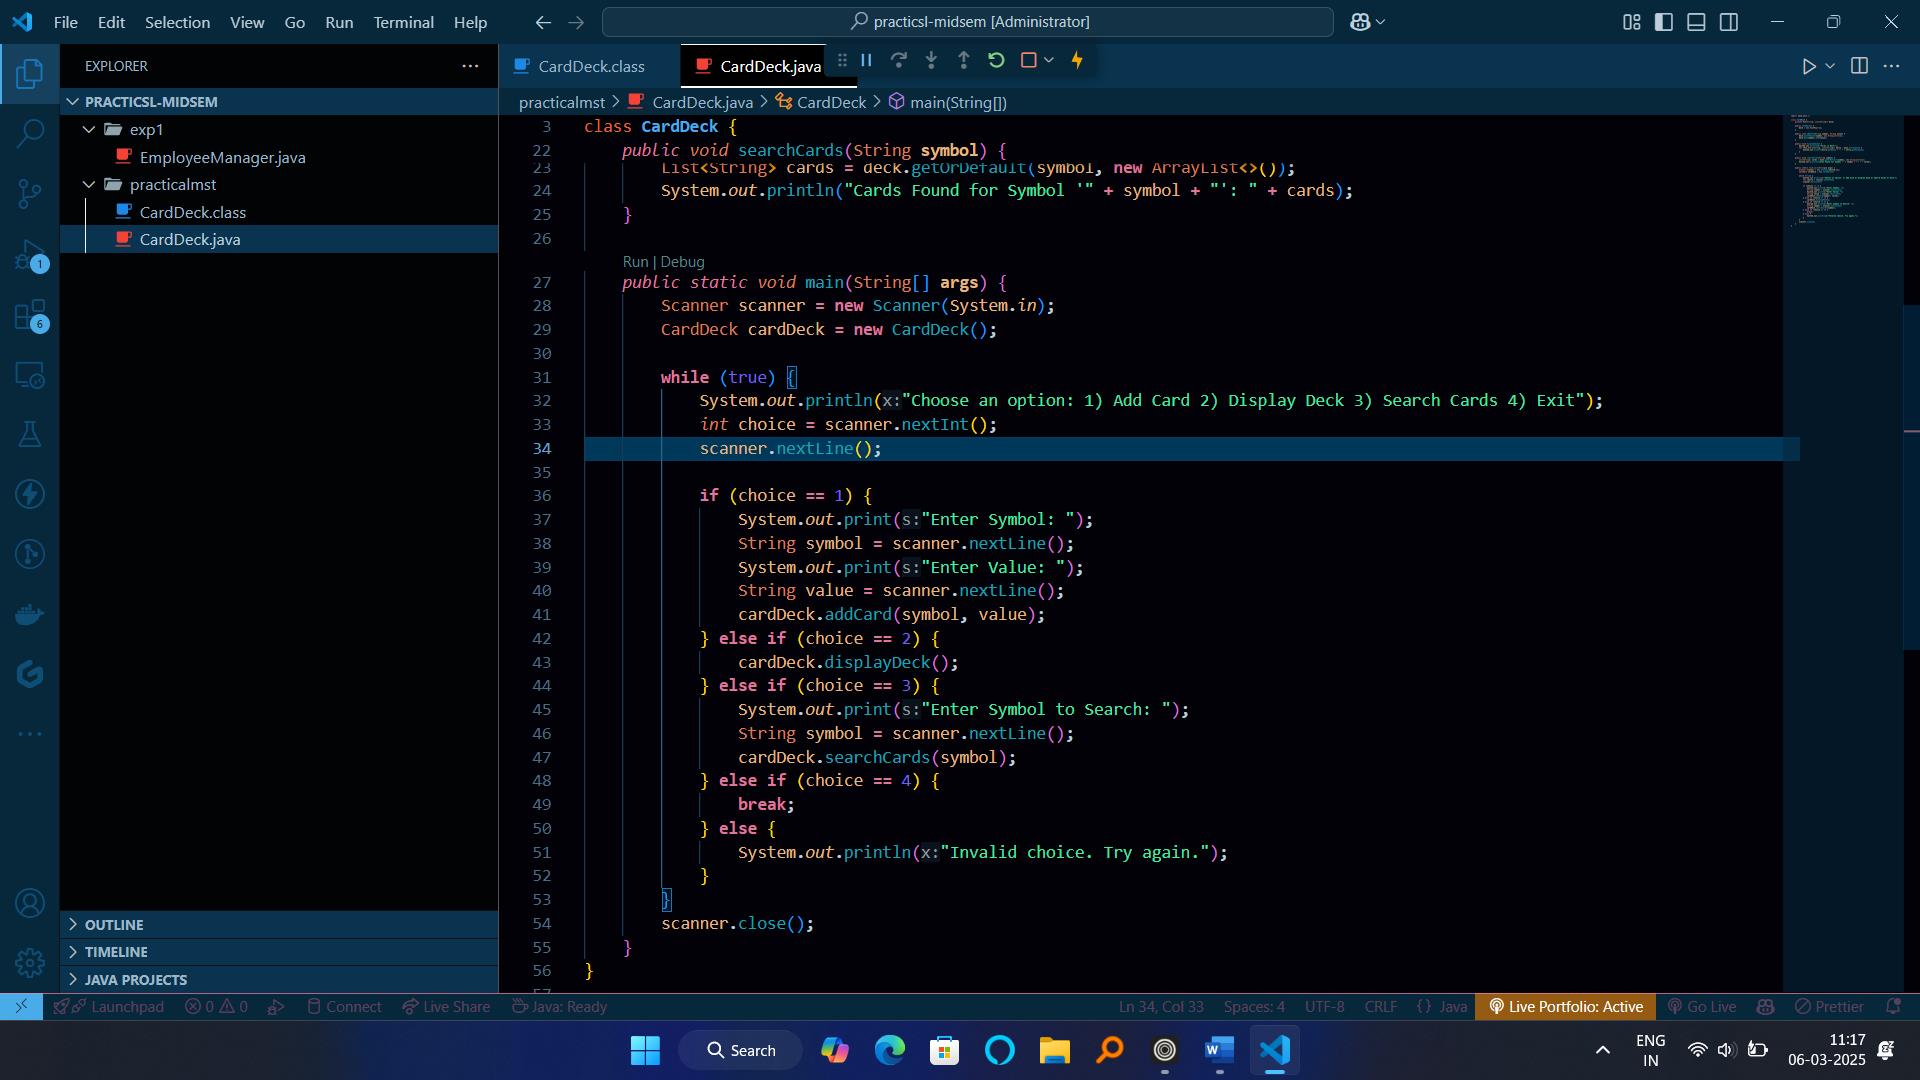 File Edit Selection View Go Run Terminal Help
practicsl-midsem [Administrator]
EXPLORER
PRACTICSL-MIDSEM
exp1
EmployeeManager.java
practicalmst
CardDeck.class
CardDeck.java
1
6
OUTLINE
TIMELINE
JAVA PROJECTS
CardDeck.class CardDeck.java
practicalmst > CardDeck.java > CardDeck > main(String[])
3 class CardDeck {
22 public void searchCards(String symbol) {
23 List<String> cards = deck.getOrDefault(symbol, new ArrayList<>());
24 System.out.println("Cards Found for Symbol '" + symbol + "': " + cards);
25 }
26
Run | Debug
27 public static void main(String[] args) {
28 Scanner scanner = new Scanner(System.in);
29 CardDeck cardDeck = new CardDeck();
30
31 while (true) {
32 System.out.println(x:"Choose an option: 1) Add Card 2) Display Deck 3) Search Cards 4) Exit");
33 int choice = scanner.nextInt();
34 scanner.nextLine();
35
36 if (choice == 1) {
37 System.out.print(s:"Enter Symbol: ");
38 String symbol = scanner.nextLine();
39 System.out.print(s:"Enter Value: ");
40 String value = scanner.nextLine();
41 cardDeck.addCard(symbol, value);
42 } else if (choice == 2) {
43 cardDeck.displayDeck();
44 } else if (choice == 3) {
45 System.out.print(s:"Enter Symbol to Search: ");
46 String symbol = scanner.nextLine();
47 cardDeck.searchCards(symbol);
48 } else if (choice == 4) {
49 break;
50 } else {
51 System.out.println(x:"Invalid choice. Try again.");
52 }
53 }
54 scanner.close();
55 }
56 }
57
Launchpad 0 0 Connect Live Share Java: Ready Ln 34, Col 33 Spaces: 4 UTF-8 CRLF {} Java Live Portfolio: Active Go Live Prettier
Search
ENG
IN
11:17
06-03-2025